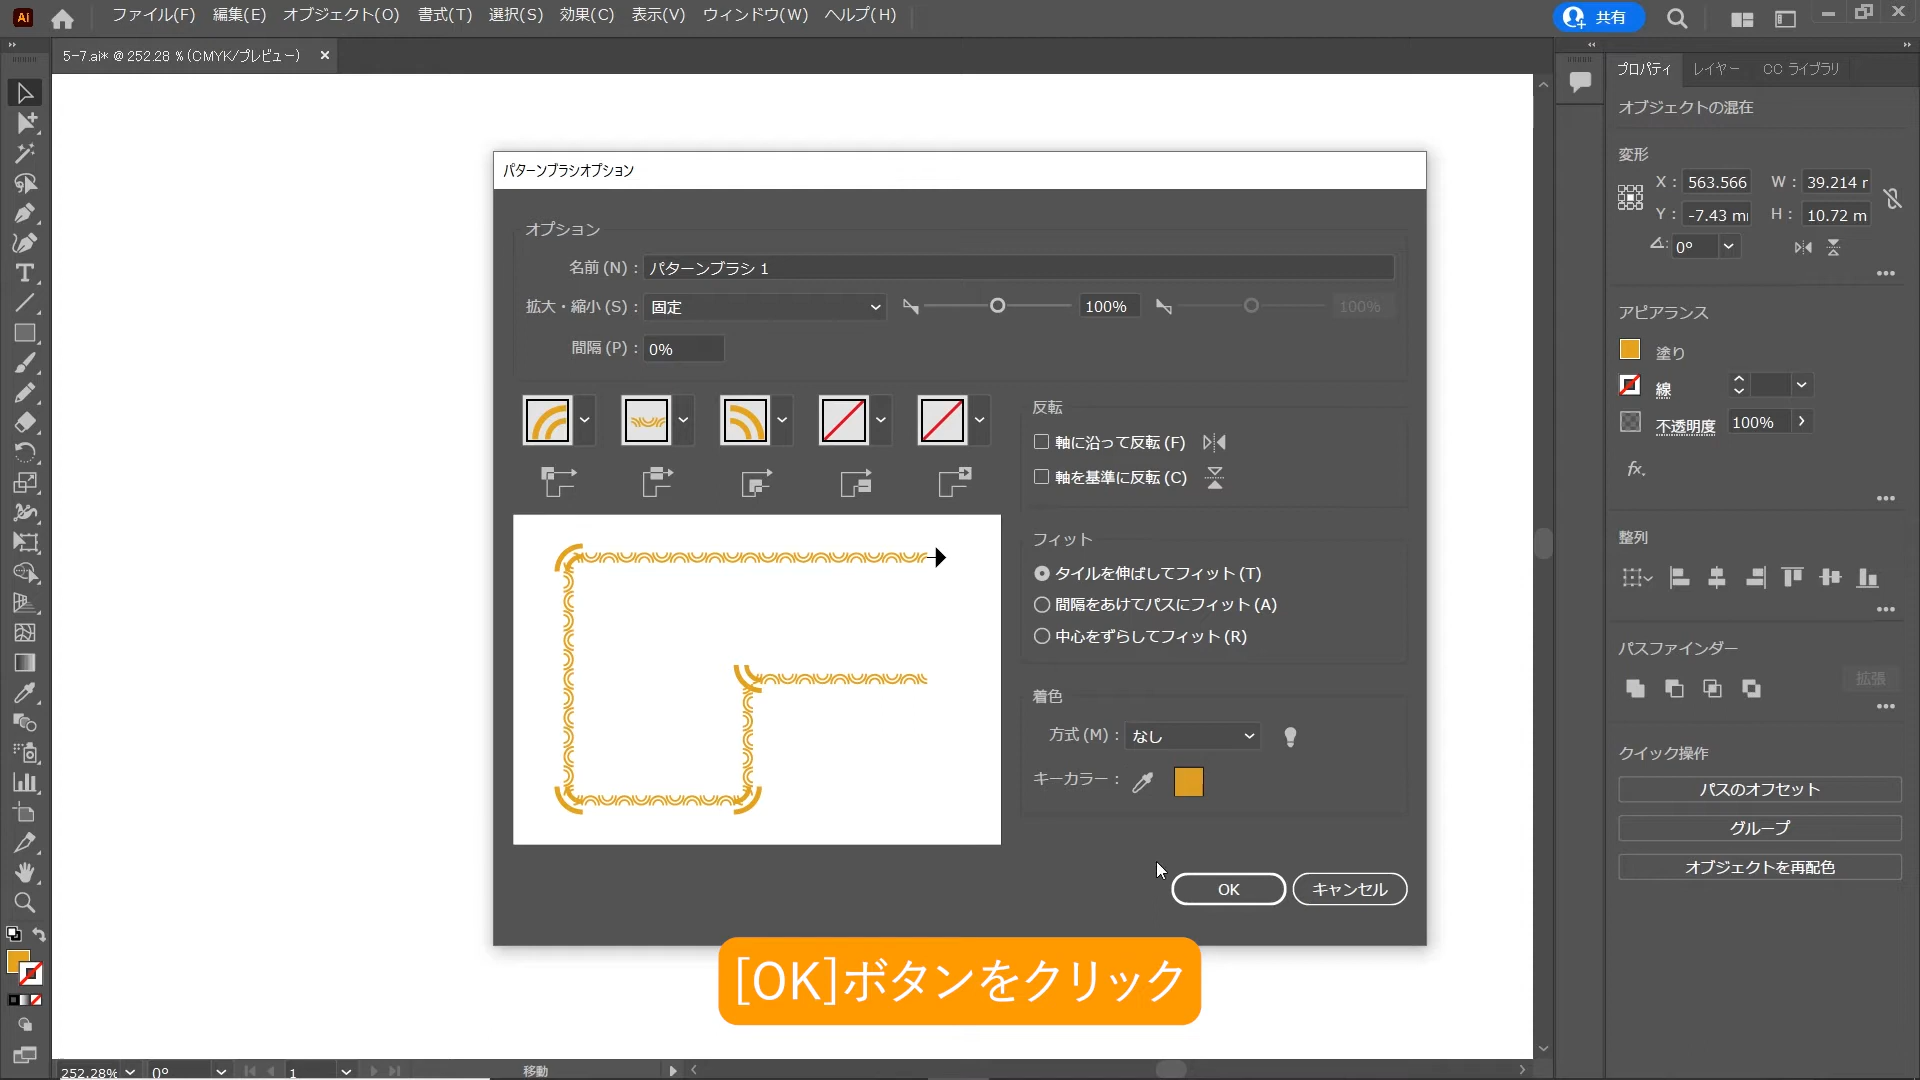 Ai
ファイル(F) 編集(E) オブジェクト(O) 書式(T) 選択(S) 効果(C) 表示(V) ウィンドウ(W) ヘルプ(H)
共有
5-7.ai* @ 252.28 % (CMYK/プレビュー)
プロパティ レイヤー CC ライブラリ
オブジェクトの混在
変形
X : 563.566 W : 39.214 r
Y : -7.43 m H : 10.72 m
0°
アピアランス
塗り
線
不透明度 100%
fx.
整列
パスファインダー
拡張
クイック操作
パスのオフセット
グループ
オブジェクトを再配色
パターンブラシオプション
オプション
名前 (N) : パターンブラシ 1
拡大・縮小 (S) : 固定 100% 100%
間隔 (P) : 0%
反転
軸に沿って反転 (F)
軸を基準に反転 (C)
フィット
タイルを伸ばしてフィット (T)
間隔をあけてパスにフィット (A)
中心をずらしてフィット (R)
着色
方式 (M) : なし
キーカラー :
OK キャンセル
[OK]ボタンをクリック
252.28% 0° 1 移動